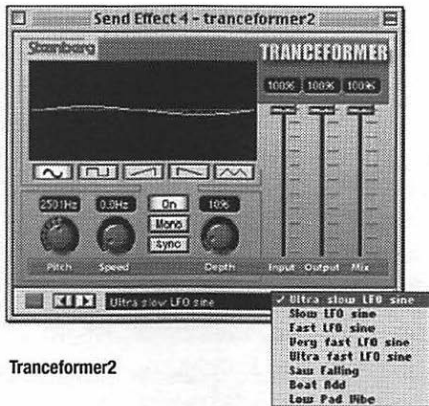 Send Effect 4 - tranceformer2
Steinberg
TRANCEFORMER
100% 100% 100%
2501Hz 0.0Hz On 10%
Mono
Sync
Pitch Speed Depth Input Output Mix
Ultra slow LFO sine
✓ Ultra slow LFO sine
Slow LFO sine
Fast LFO sine
Very fast LFO sine
Ultra fast LFO sine
Saw Falling
Beat Add
Low Pad Vibe
Tranceformer2